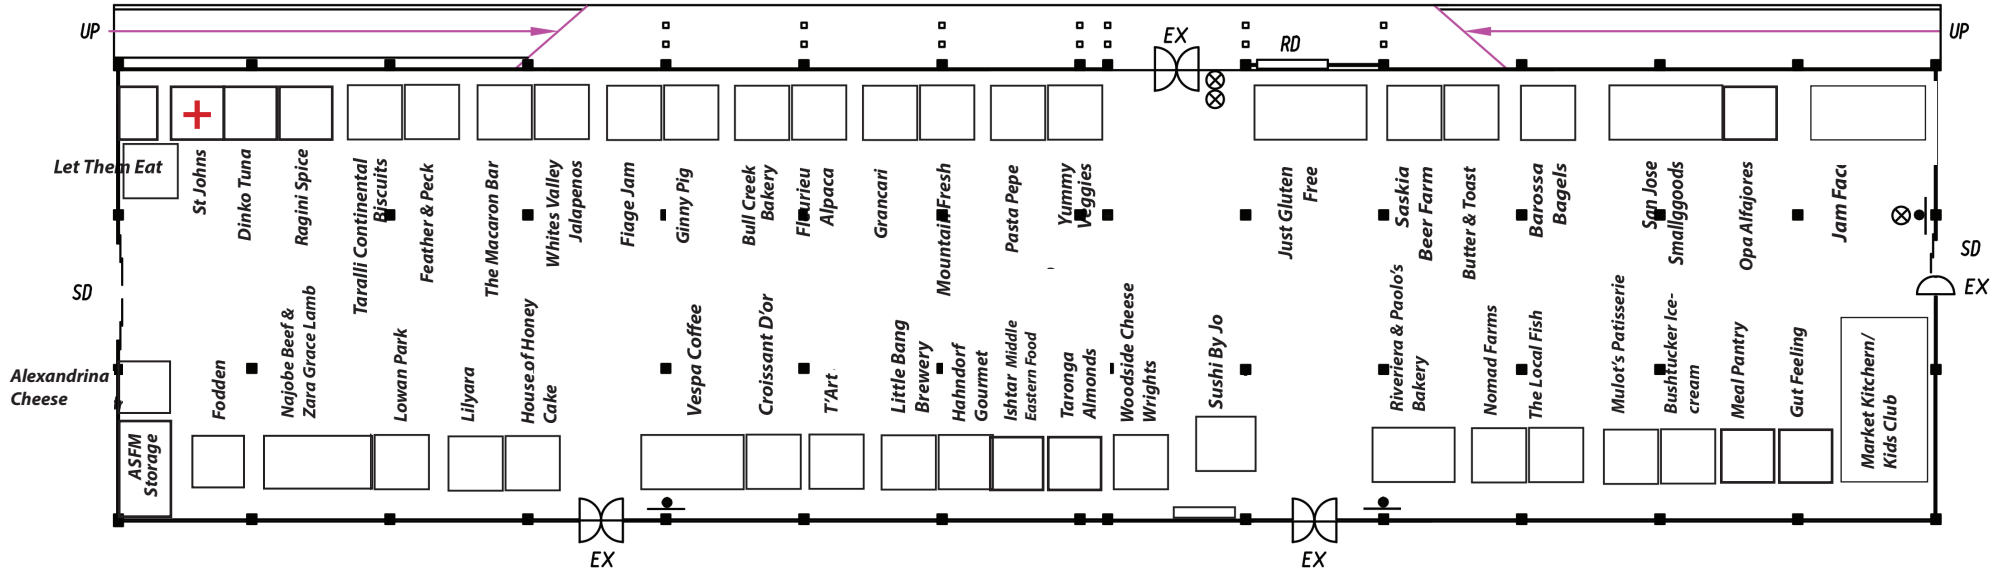 UP
EX
RD
UP
Let Them Eat
St Johns
Dinko Tuna
Ragini Spice
Taralli Continental
Biscuits
Feather & Peck
The Macaron Bar
Whites Valley
Jalapenos
Fiage Jam
Ginny Pig
Bull Creek
Bakery
Fleurieu
Alpaca
Grancari
Mountain Fresh
Pasta Pepe
Yummy
Veggies
Just Gluten
Free
Saskia
Beer Farm
Butter & Toast
Barossa
Bagels
San Jose
Smallggoods
Opa Alfajores
Jam Face
SD
SD
EX
Alexandrina
Cheese
ASFM
Storage
Fodden
Najobe Beef &
Zara Grace Lamb
Lowan Park
Lilyara
House of Honey
Cake
Vespa Coffee
Croissant D’or
T’Art
Little Bang
Brewery
Hahndorf
Gourmet
Ishtar Middle
Eastern Food
Taronga
Almonds
Woodside Cheese
Wrights
Sushi By Jo
Riveriera & Paolo’s
Bakery
Nomad Farms
The Local Fish
Mulot’s Patisserie
Bushtucker Ice-
cream
Meal Pantry
Gut Feeling
Market Kitchern/
Kids Club
EX
EX